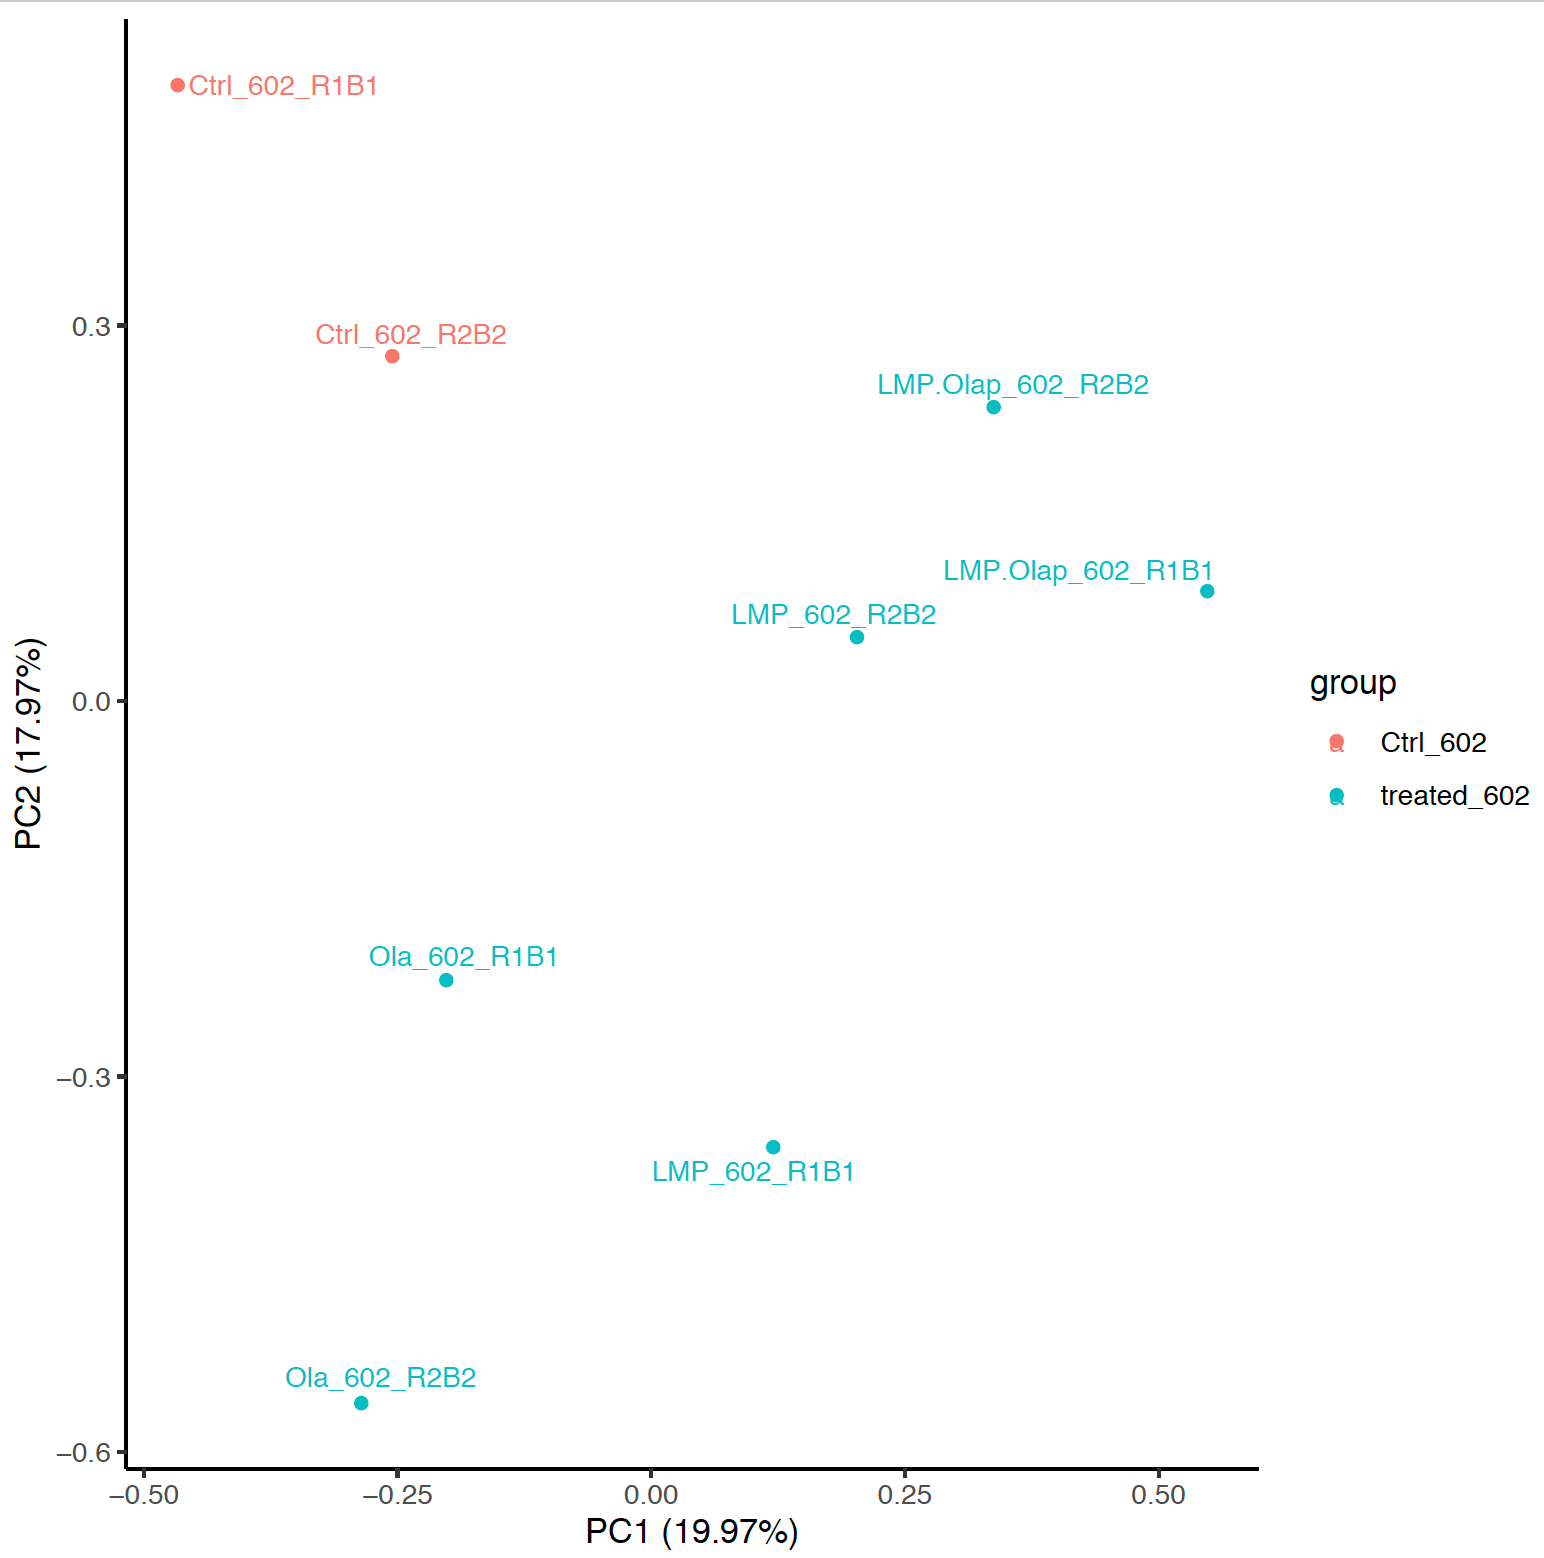 Ctrl_602_R1B1
0.3
Ctrl_602_R2B2
LMP.Olap_602_R2B2
LMP.Olap_602_R1B1
LMP_602_R2B2
PC2 (17.97%)
0.0
group
a Ctrl_602
a treated_602
Ola_602_R1B1
−0.3
LMP_602_R1B1
Ola_602_R2B2
−0.6
−0.50 −0.25 0.00 0.25 0.50
PC1 (19.97%)